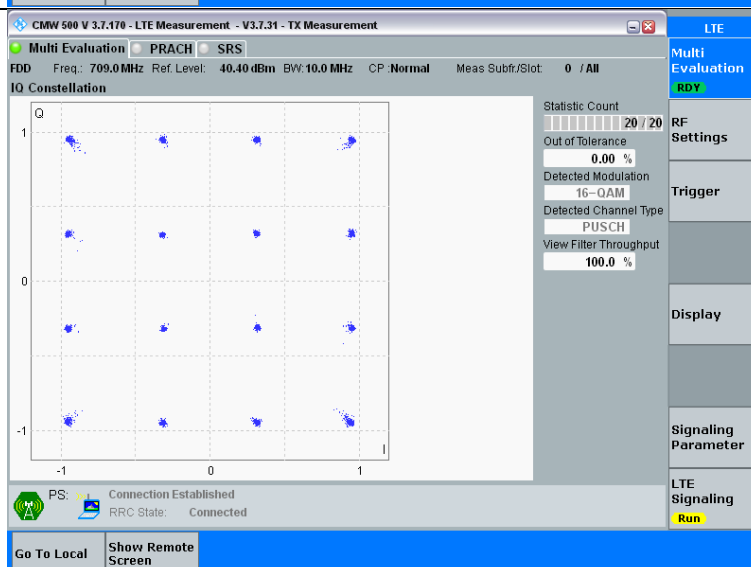 CMW 500 V 3.7.170 - LTE Measurement - V3.7.31 - TX Measurement
LTE
Multi Evaluation PRACH SRS
Multi Evaluation
RDY
FDD Freq.: 709.0 MHz Ref. Level: 40.40 dBm BW: 10.0 MHz CP : Normal Meas Subfr./Slot: 0 / All
IQ Constellation
Q
1
0
-1
-1 0 1
I
Statistic Count
20 / 20
Out of Tolerance
0.00 %
Detected Modulation
16-QAM
Detected Channel Type
PUSCH
View Filter Throughput
100.0 %
RF Settings
Trigger
Display
Signaling Parameter
LTE Signaling
Run
PS: Connection Established
RRC State: Connected
Go To Local
Show Remote Screen